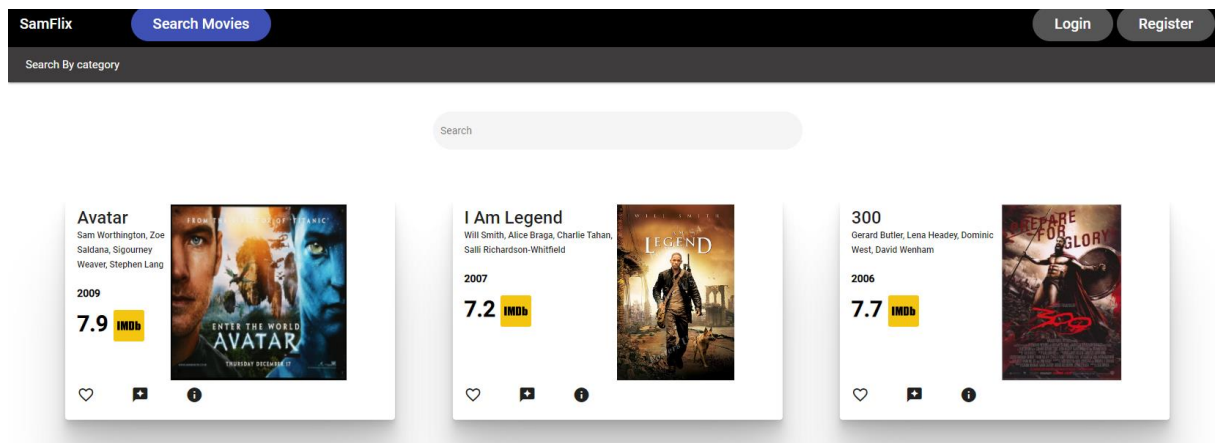 SamFlix
Search Movies
Login
Register
Search By category
Search
Avatar
Sam Worthington, Zoe
Saldana, Sigourney
Weaver, Stephen Lang
2009
7.9 IMDb
FROM THE DIRECTOR OF 'TITANIC'
ENTER THE WORLD
AVATAR
THURSDAY DECEMBER 17
I Am Legend
Will Smith, Alice Braga, Charlie Tahan,
Salli Richardson-Whitfield
2007
7.2 IMDb
WILL SMITH
I AM
LEGEND
300
Gerard Butler, Lena Headey, Dominic
West, David Wenham
2006
7.7 IMDb
PREPARE
FOR
GLORY
300